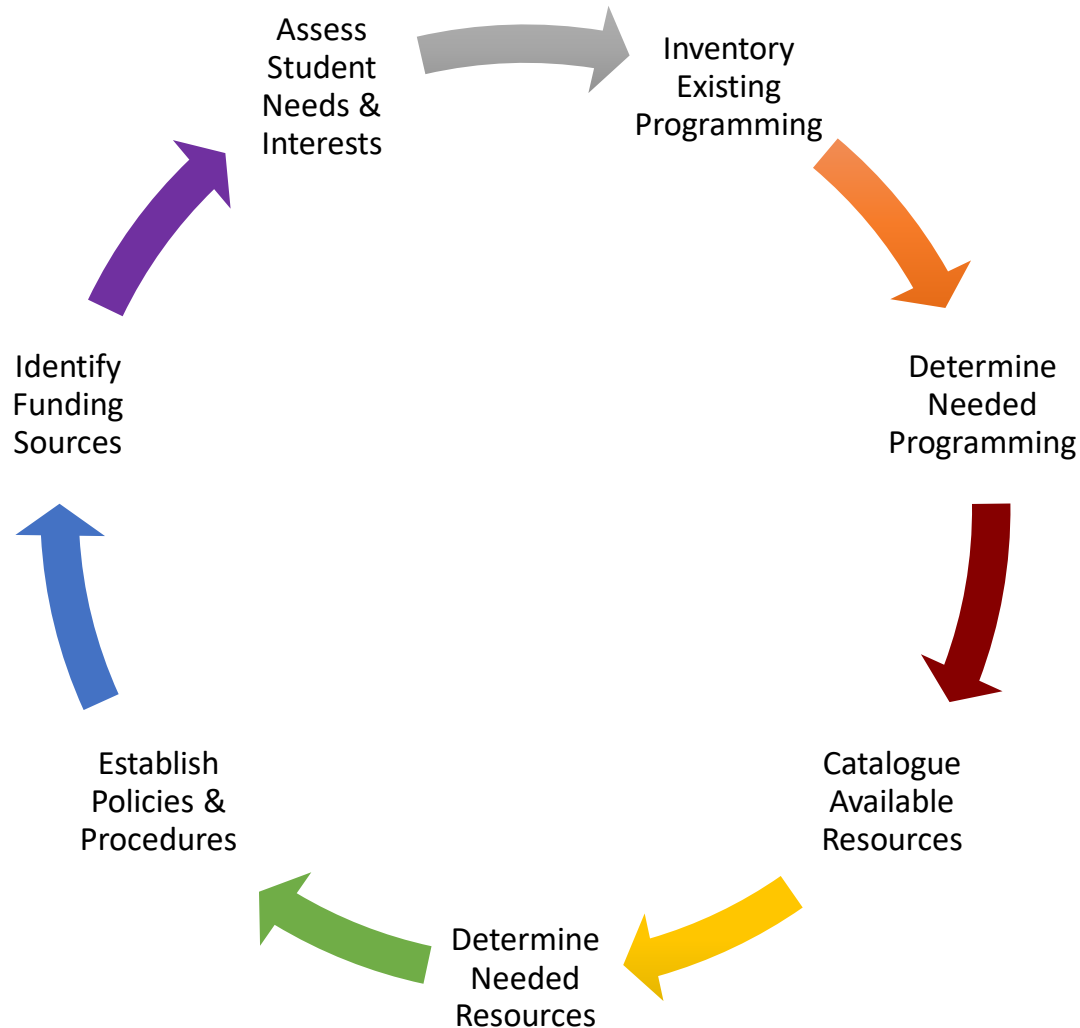 Assess
Student
Needs &
Interests
Inventory
Existing
Programming
Determine
Needed
Programming
Catalogue
Available
Resources
Determine
Needed
Resources
Establish
Policies &
Procedures
Identify
Funding
Sources